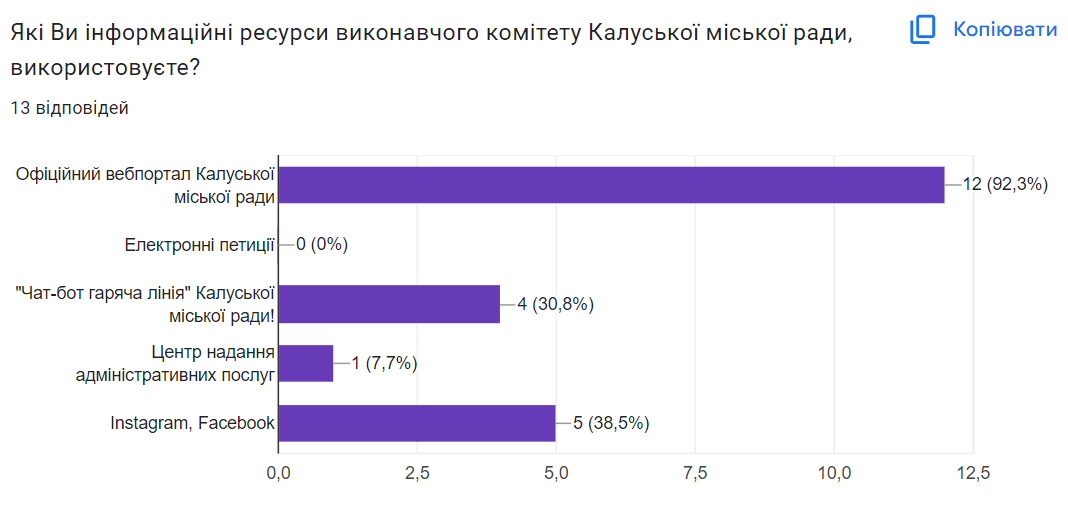 Які Ви інформаційні ресурси виконавчого комітету Калуської міської ради,
використовуєте?
Копіювати
13 відповідей
Офіційний вебпортал Калуської
міської ради
12 (92,3%)
Електронні петиції
0 (0%)
"Чат-бот гаряча лінія" Калуської
міської ради!
4 (30,8%)
Центр надання
адміністративних послуг
1 (7,7%)
Instagram, Facebook
5 (38,5%)
0,0 2,5 5,0 7,5 10,0 12,5